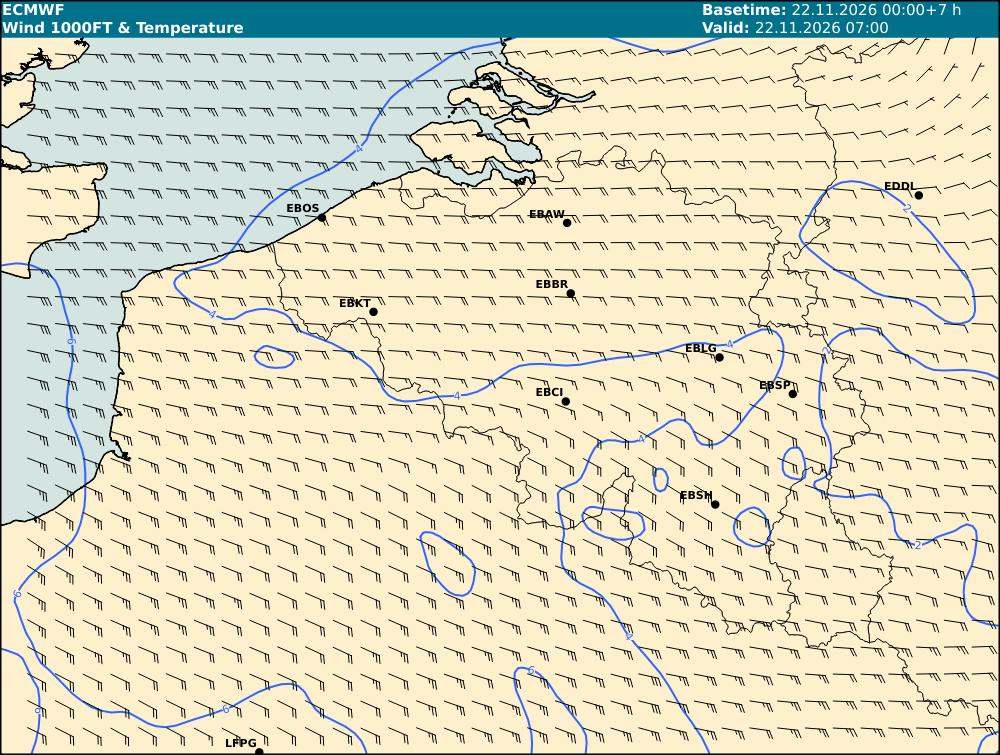 ECMWF
Wind 1000FT & Temperature
Basetime: 22.11.2026 00:00+7 h
Valid: 22.11.2026 07:00
4
EDDL
2
EBOS
EBAW
EBBR
EBKT
4
6
EBLG
4
2
EBSP
4
EBCI
4
EBSH
2
6
4
6
6
6
LFPG